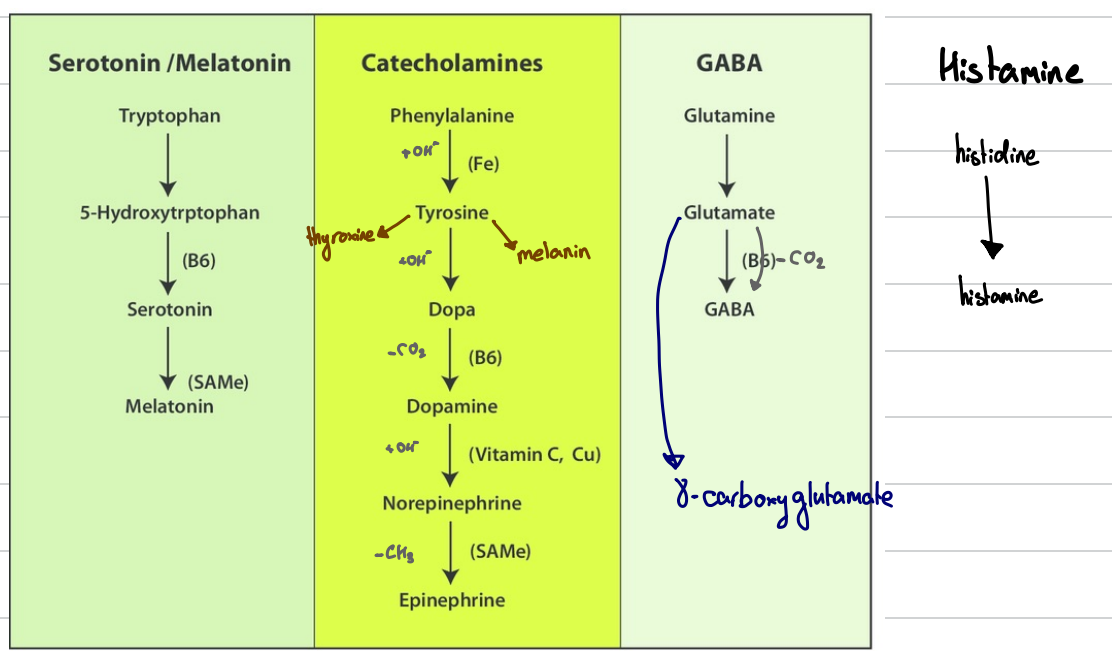 Serotonin /Melatonin
Tryptophan
5-Hydroxytrptophan
(B6)
Serotonin
(SAMe)
Melatonin
Catecholamines
Phenylalanine
+OH⁻
(Fe)
Tyrosine
thyroxine
melanin
+OH⁻
Dopa
-CO₂
(B6)
Dopamine
+OH⁻
(Vitamin C, Cu)
Norepinephrine
-CH₃
(SAMe)
Epinephrine
GABA
Glutamine
Glutamate
(B6)-CO₂
GABA
γ-carboxyglutamate
Histamine
histidine
histamine